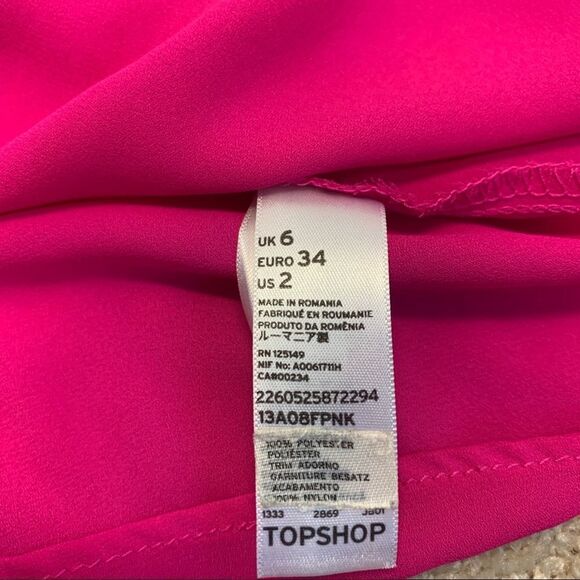 UK 6
EURO 34
US 2
MADE IN ROMANIA
FABRIQUÉ EN ROUMANIE
PRODUTO DA ROMÊNIA
ルーマニア製
RN 125149
NIF No: A0061711H
CA#00234
2260525872294
13A08FPNK
100% POLYESTER
POLIÉSTER
TRIM ADORNO
GARNITURE BESATZ
ACABAMENTO
100% NYLON
1333 2869 JB01
TOPSHOP